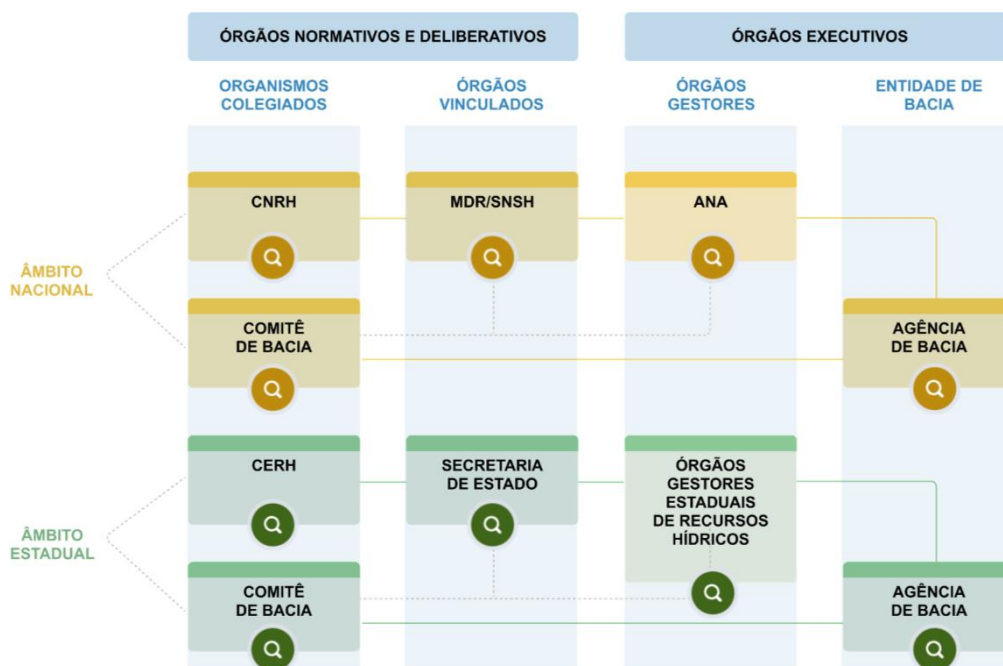 ÓRGÃOS NORMATIVOS E DELIBERATIVOS
ÓRGÃOS EXECUTIVOS
ORGANISMOS
COLEGIADOS
ÓRGÃOS
VINCULADOS
ÓRGÃOS
GESTORES
ENTIDADE DE
BACIA
ÂMBITO
NACIONAL
CNRH
MDR/SNSH
ANA
COMITÊ
DE BACIA
AGÊNCIA
DE BACIA
ÂMBITO
ESTADUAL
CERH
SECRETARIA
DE ESTADO
ÓRGÃOS
GESTORES
ESTADUAIS
DE RECURSOS
HÍDRICOS
COMITÊ
DE BACIA
AGÊNCIA
DE BACIA